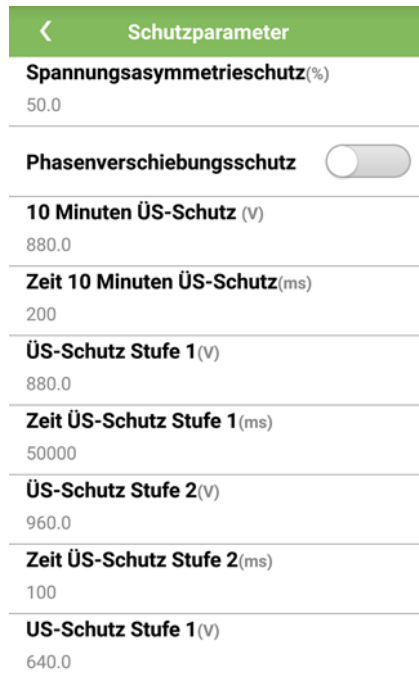 Schutzparameter
Spannungsasymmetrieschutz(%)
50.0
Phasenverschiebungsschutz
10 Minuten ÜS-Schutz (V)
880.0
Zeit 10 Minuten ÜS-Schutz(ms)
200
ÜS-Schutz Stufe 1(V)
880.0
Zeit ÜS-Schutz Stufe 1(ms)
50000
ÜS-Schutz Stufe 2(V)
960.0
Zeit ÜS-Schutz Stufe 2(ms)
100
US-Schutz Stufe 1(V)
640.0